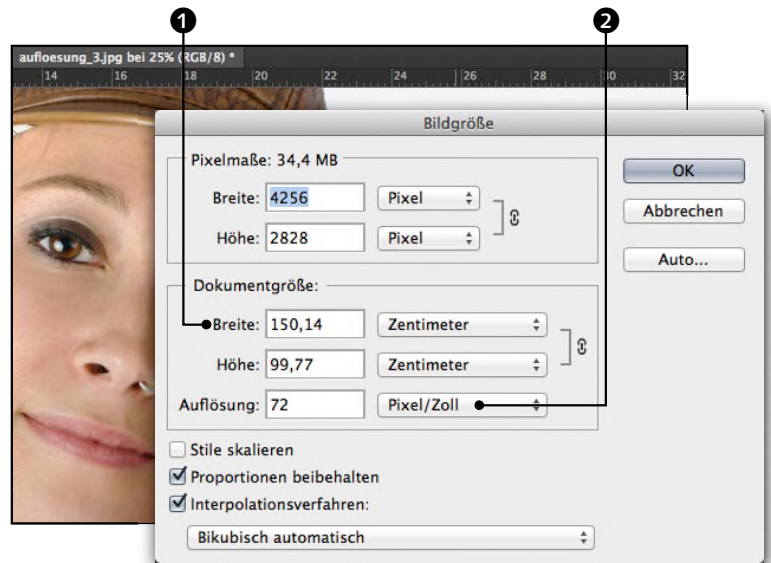 1 2
aufloesung_3.jpg bei 25% (RGB/8) *
14 16 18 20 22 24 26 28 30 32
Bildgröße
Pixelmaße: 34,4 MB
Breite: 4256 Pixel
Höhe: 2828 Pixel
OK
Abbrechen
Auto...
Dokumentgröße:
Breite: 150,14 Zentimeter
Höhe: 99,77 Zentimeter
Auflösung: 72 Pixel/Zoll
Stile skalieren
Proportionen beibehalten
Interpolationsverfahren:
Bikubisch automatisch